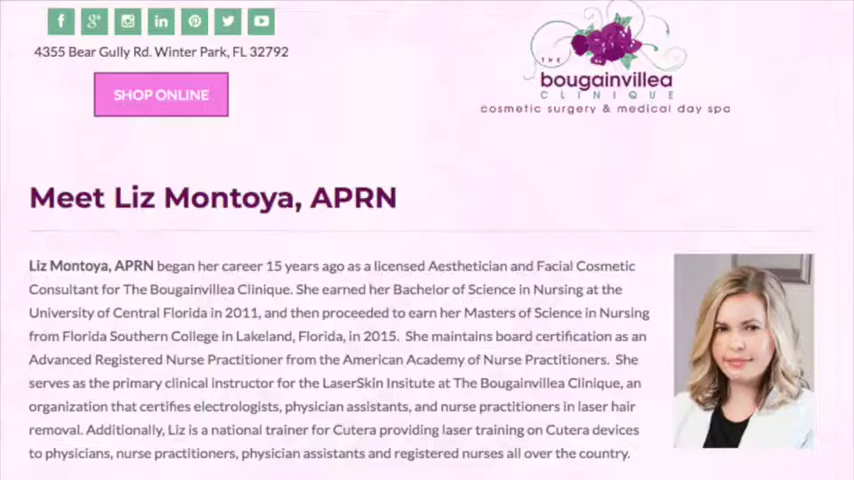 4355 Bear Gully Rd. Winter Park, FL 32792
SHOP ONLINE
THE
bougainvillea
CLINIQUE
cosmetic surgery & medical day spa
Meet Liz Montoya, APRN
Liz Montoya, APRN began her career 15 years ago as a licensed Aesthetician and Facial Cosmetic
Consultant for The Bougainvillea Clinique. She earned her Bachelor of Science in Nursing at the
University of Central Florida in 2011, and then proceeded to earn her Masters of Science in Nursing
from Florida Southern College in Lakeland, Florida, in 2015. She maintains board certification as an
Advanced Registered Nurse Practitioner from the American Academy of Nurse Practitioners. She
serves as the primary clinical instructor for the LaserSkin Insitute at The Bougainvillea Clinique, an
organization that certifies electrologists, physician assistants, and nurse practitioners in laser hair
removal. Additionally, Liz is a national trainer for Cutera providing laser training on Cutera devices
to physicians, nurse practitioners, physician assistants and registered nurses all over the country.